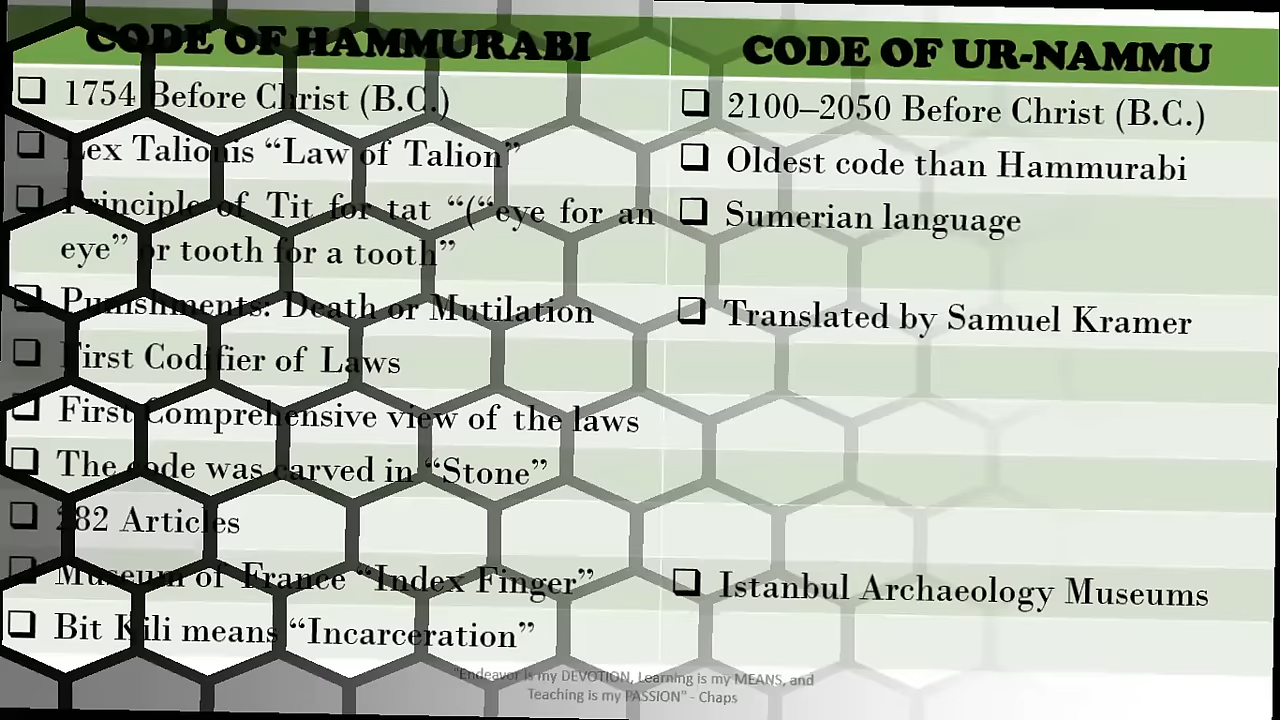 CODE OF HAMMURABI
1754 Before Christ (B.C.)
Lex Talionis “Law of Talion”
Principle of Tit for tat “(“eye for an
eye” or tooth for a tooth”
Punishments: Death or Mutilation
First Codifier of Laws
First Comprehensive view of the laws
The code was carved in “Stone”
282 Articles
Museum of France “Index Finger”
Bit Kili means “Incarceration”
CODE OF UR-NAMMU
2100–2050 Before Christ (B.C.)
Oldest code than Hammurabi
Sumerian language
Translated by Samuel Kramer
Istanbul Archaeology Museums
"Endeavor is my DEVOTION, Learning is my MEANS, and
Teaching is my PASSION" - Chaps